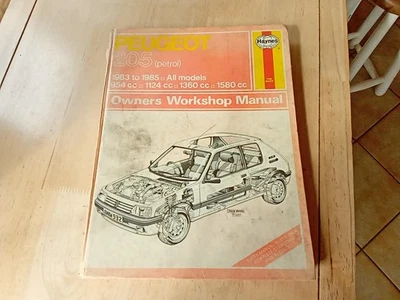 PEUGEOT
205 (petrol)
1983 to 1985 □ All models
954 cc □ 1124 cc □ 1360 cc □ 1580 cc
Owners Workshop Manual
Haynes